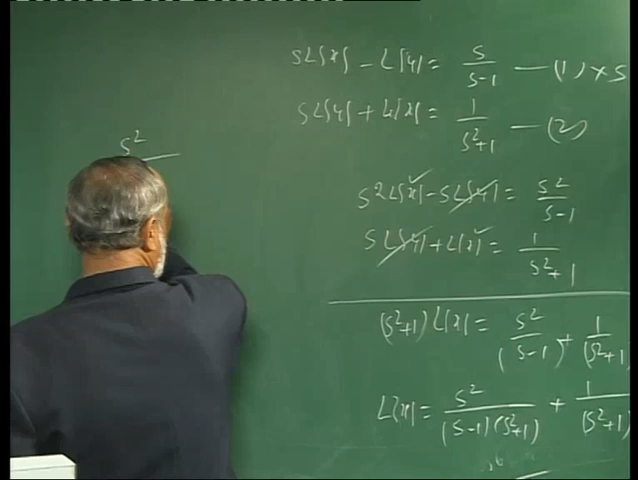 sL{x} - L{y} = s/(s-1) — (1) × s
sL{y} + L{x} = 1/(s²+1) — (2)
s²
s²L{x} - sL{y} = s²/(s-1)
sL{y} + L{x} = 1/(s²+1)
(s²+1) L{x} = s²/(s-1) + 1/(s²+1)
L{x} = s²/((s-1)(s²+1)) + 1/(s²+1)